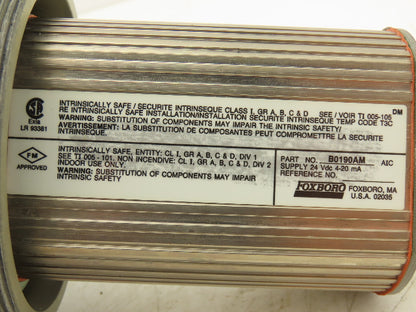 INTRINSICALLY SAFE / SECURITE INTRINSEQUE CLASS I, GR A, B, C & D SEE / VOIR TI 005-105 DM
RE INTRINSICALLY SAFE INSTALLATION/INSTALLATION SECURITE INTRINSEQUE TEMP CODE T3C
WARNING: SUBSTITUTION OF COMPONENTS MAY IMPAIR THE INTRINSIC SAFETY
AVERTISSEMENT: LA SUBSTITUTION DE COMPOSANTS PEUT COMPROMETTRE LA SECURITE
INTRINSEQUE.
Exia
LR 93381
FM
APPROVED
INTRINSICALLY SAFE, ENTITY: CL I, GR A, B, C & D, DIV 1
SEE TI 005 - 101. NON INCENDIVE: CL I, GR A, B, C & D, DIV 2
INDOOR USE ONLY.
WARNING: SUBSTITUTION OF COMPONENTS MAY IMPAIR
INTRINSIC SAFETY
PART NO. B0190AM AIC
SUPPLY 24 Vdc 4-20 mA
REFERENCE NO.
FOXBORO
FOXBORO, MA
U.S.A. 02035